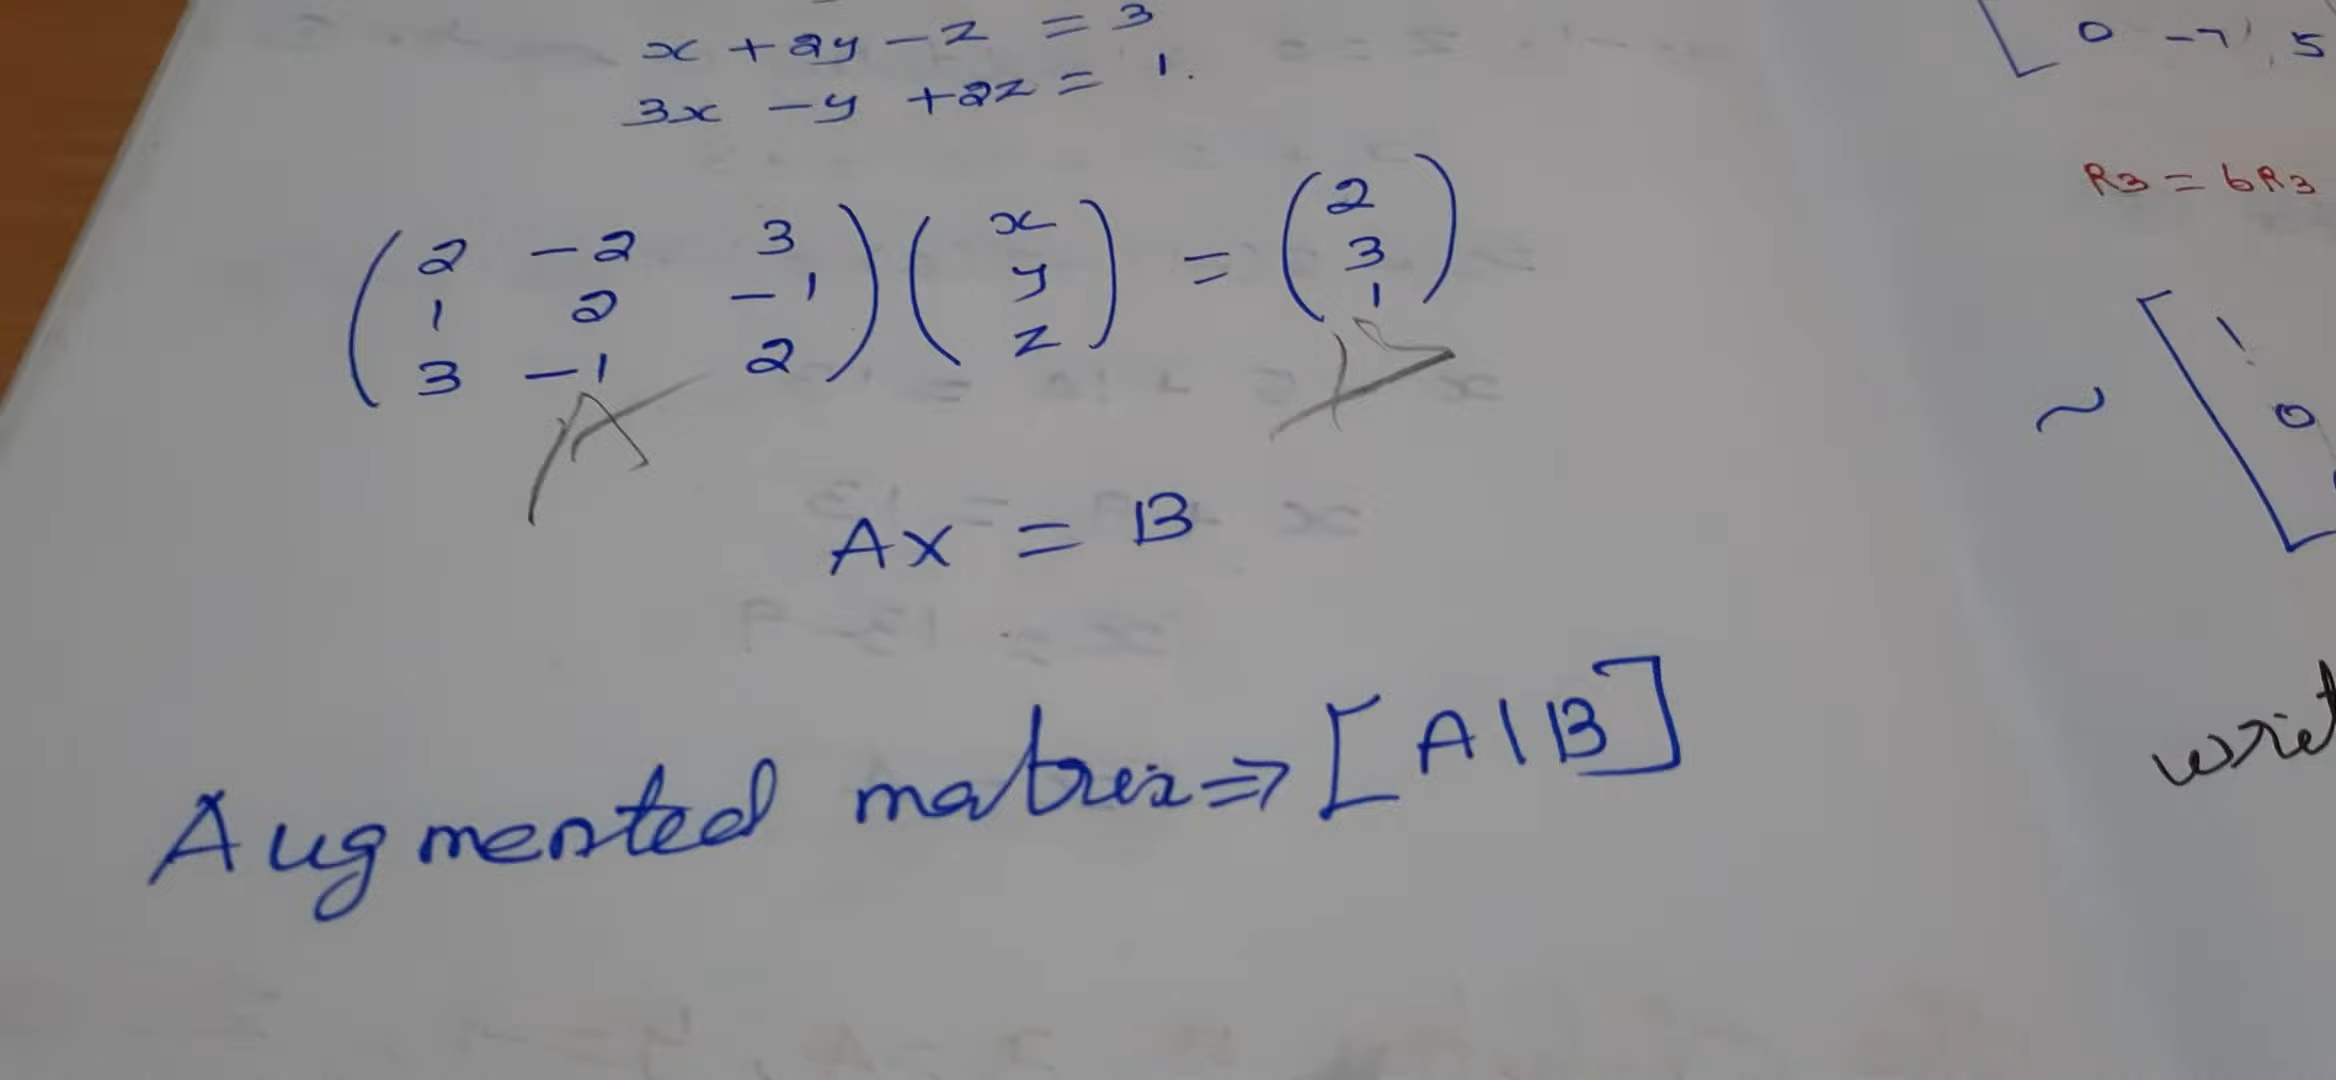 x + 2y - z = 3
3x - y + 2z = 1.
( 2 -2 3 ) ( x ) = ( 2 )
( 1 2 -1 ) ( y ) ( 3 )
( 3 -1 2 ) ( z ) ( 1 )
A
AX = B
Augmented matrix ⇒ [A|B]
0 -7 5
R3 = 6R3
~ [ 1
0